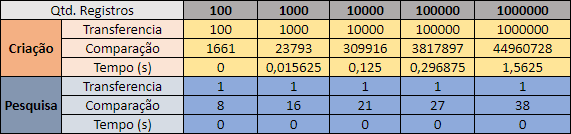 Qtd. Registros 100 1000 10000 100000 1000000
Criação Transferencia 100 1000 10000 100000 1000000
Comparação 1661 23793 309916 3817897 44960728
Tempo (s) 0 0,015625 0,125 0,296875 1,5625
Pesquisa Transferencia 1 1 1 1 1
Comparação 8 16 21 27 38
Tempo (s) 0 0 0 0 0